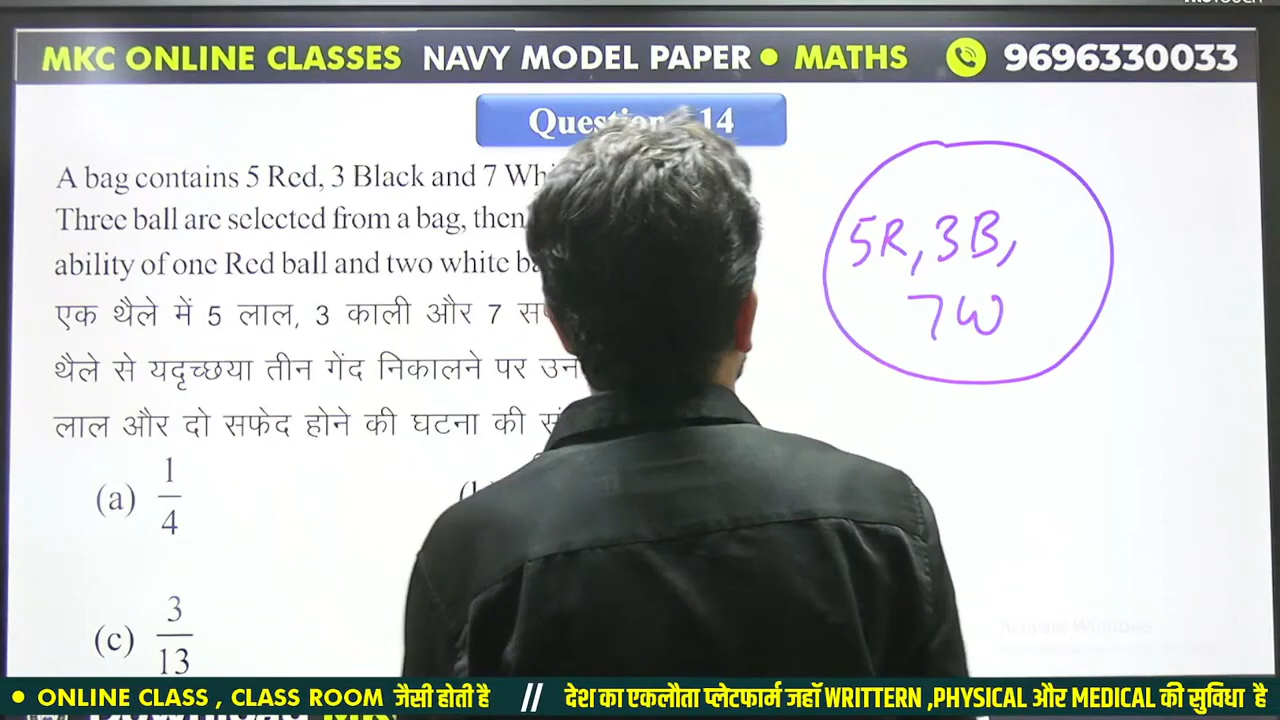 MKC ONLINE CLASSES NAVY MODEL PAPER • MATHS 9696330033
Question 14
A bag contains 5 Red, 3 Black and 7
Three ball are selected from a bag, then
ability of one Red ball and two white
एक थैले में 5 लाल, 3 काली और 7
थैले से यदृच्छया तीन गेंद निकालने पर
लाल और दो सफेद होने की घटना की
(a) 1/4
(c) 3/13
5R, 3B,
7W
Activate Windows
• ONLINE CLASS , CLASS ROOM जैसी होती है // देश का एकलौता प्लेटफार्म जहाँ WRITTERN ,PHYSICAL और MEDICAL की सुविधा है